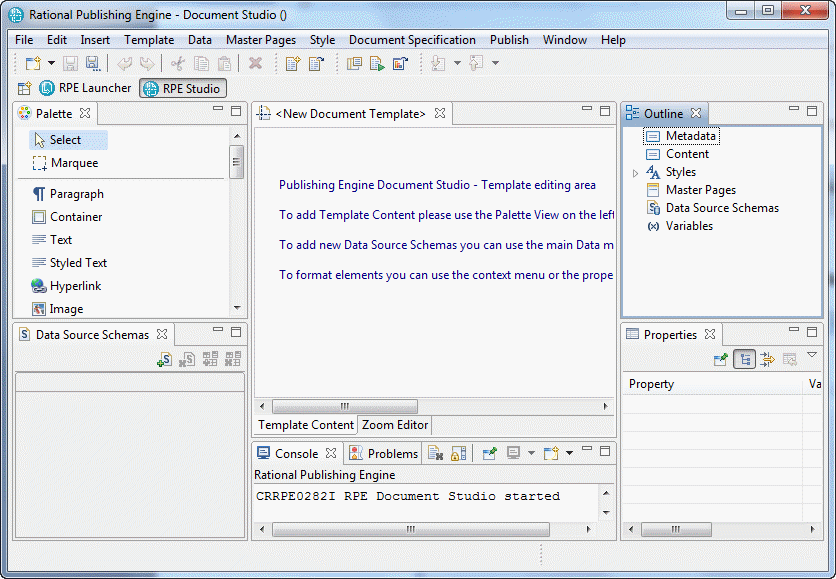 Rational Publishing Engine - Document Studio ()
File Edit Insert Template Data Master Pages Style Document Specification Publish Window Help
RPE Launcher RPE Studio
Palette
Select
Marquee
Paragraph
Container
Text
Styled Text
Hyperlink
Image
<New Document Template>
Publishing Engine Document Studio - Template editing area
To add Template Content please use the Palette View on the left
To add new Data Source Schemas you can use the main Data m
To format elements you can use the context menu or the prope
Template Content Zoom Editor
Outline
Metadata
Content
Styles
Master Pages
Data Source Schemas
(x) Variables
Data Source Schemas
Console Problems
Rational Publishing Engine
CRRPE0282I RPE Document Studio started
Properties
Property Va